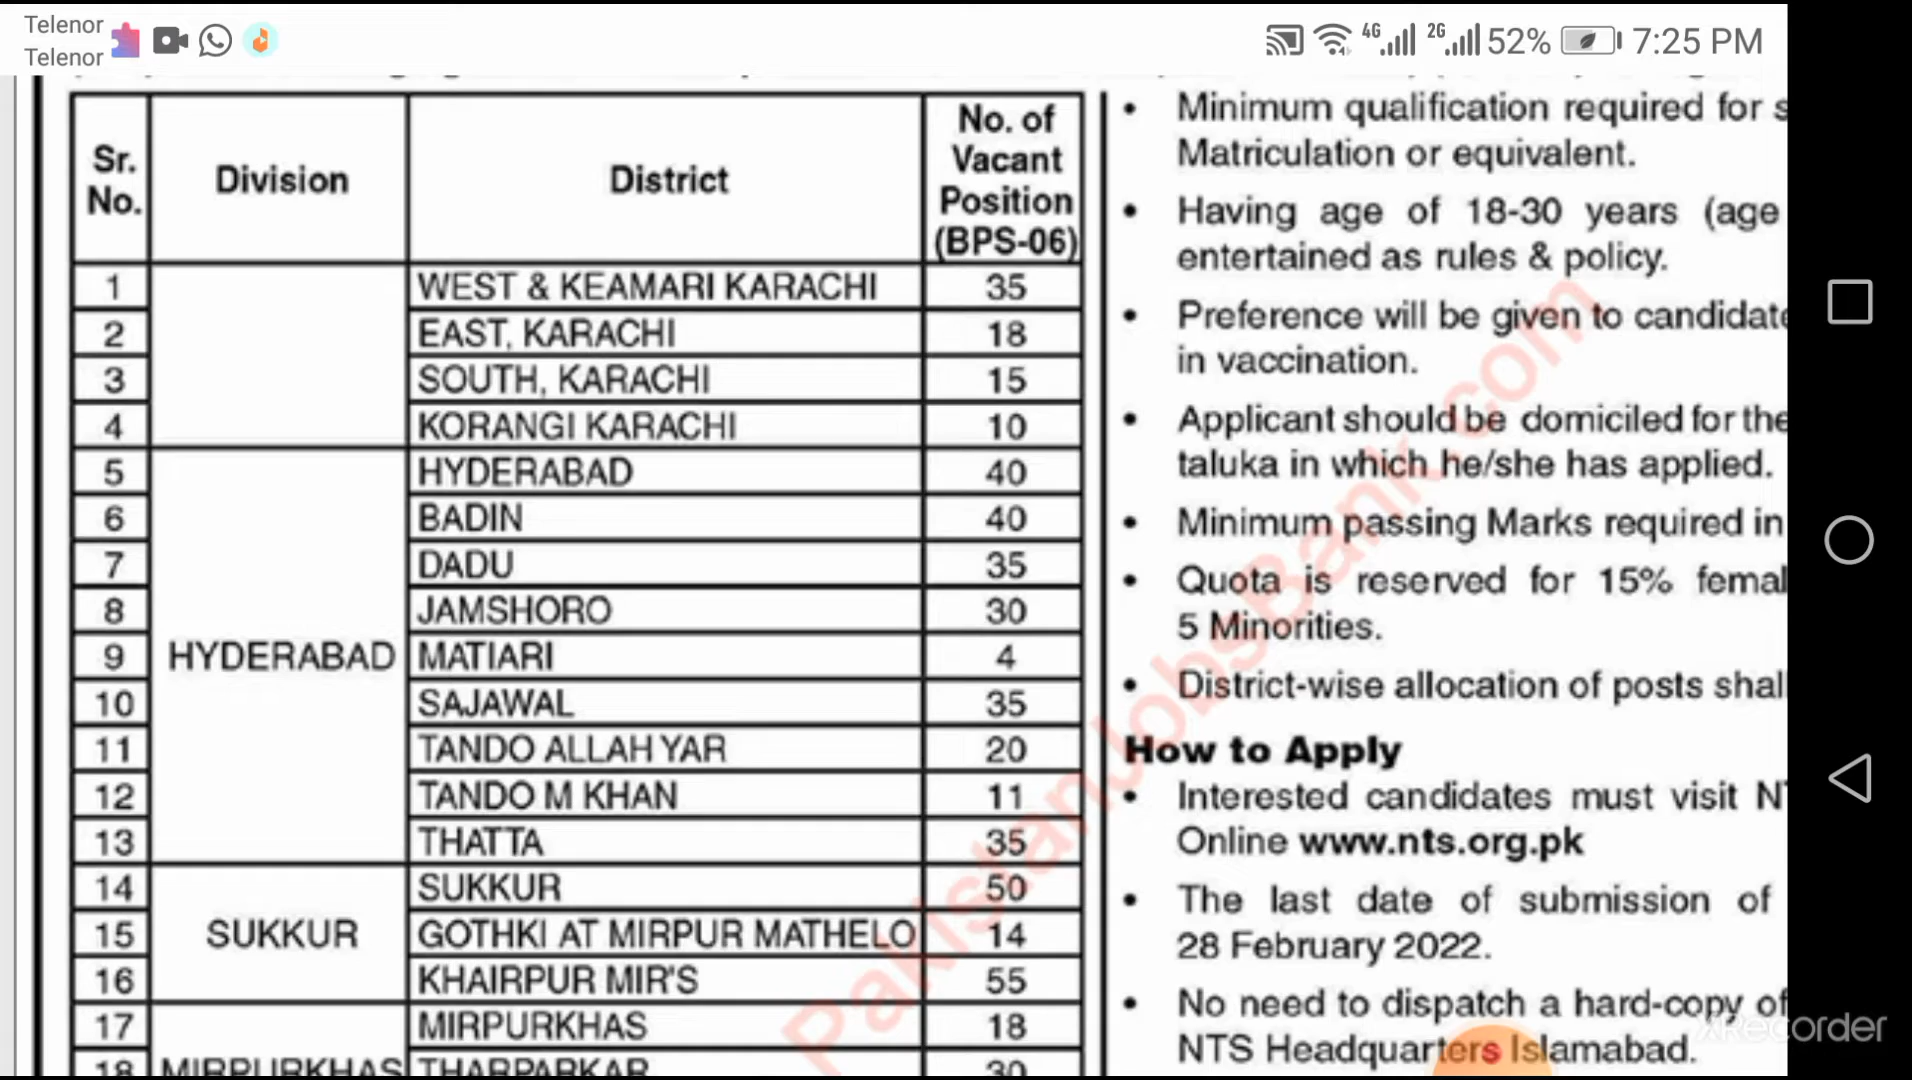 Telenor
Telenor
4G 2G 52% 7:25 PM
Sr. No. Division District No. of Vacant Position (BPS-06)
1 WEST & KEAMARI KARACHI 35
2 EAST, KARACHI 18
3 SOUTH, KARACHI 15
4 KORANGI KARACHI 10
5 HYDERABAD 40
6 BADIN 40
7 DADU 35
8 JAMSHORO 30
9 HYDERABAD MATIARI 4
10 SAJAWAL 35
11 TANDO ALLAH YAR 20
12 TANDO M KHAN 11
13 THATTA 35
14 SUKKUR 50
15 SUKKUR GOTHKI AT MIRPUR MATHELO 14
16 KHAIRPUR MIR'S 55
17 MIRPURKHAS 18
18 MIRPURKHAS THARPARKAR 30
• Minimum qualification required for s
Matriculation or equivalent.
• Having age of 18-30 years (age
entertained as rules & policy.
• Preference will be given to candidate
in vaccination.
• Applicant should be domiciled for the
taluka in which he/she has applied.
• Minimum passing Marks required in
• Quota is reserved for 15% femal
5 Minorities.
• District-wise allocation of posts shal
How to Apply
• Interested candidates must visit NT
Online www.nts.org.pk
• The last date of submission of
28 February 2022.
• No need to dispatch a hard-copy of
NTS Headquarters Islamabad.
PakistanJobsBank.com
XRecorder